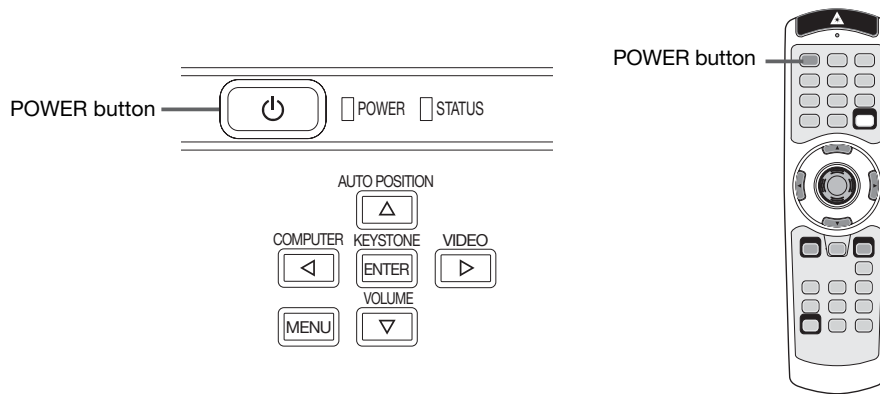 POWER button
POWER STATUS
AUTO POSITION
COMPUTER KEYSTONE VIDEO
ENTER
VOLUME
MENU
POWER button